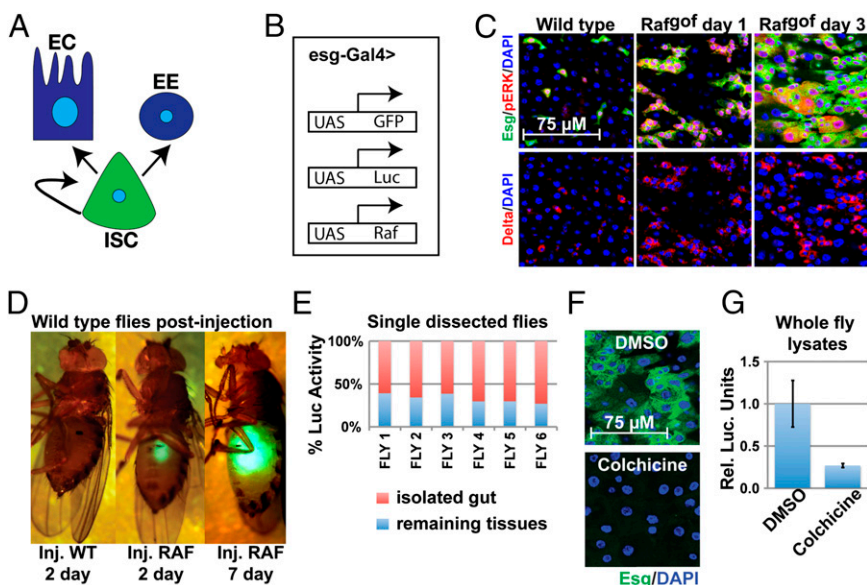 A
EC
EE
ISC
B
esg-Gal4>
UAS GFP
UAS Luc
UAS Raf
C
Wild type Rafgof day 1 Rafgof day 3
Esg/pERK/DAPI
75 µM
Delta/DAPI
D
Wild type flies post-injection
Inj. WT Inj. RAF Inj. RAF
2 day 2 day 7 day
E
Single dissected flies
% Luc Activity
100%
50%
0%
FLY 1 FLY 2 FLY 3 FLY 4 FLY 5 FLY 6
isolated gut
remaining tissues
F
DMSO
75 µM
Colchicine
Esg/DAPI
G
Whole fly
lysates
Rel. Luc. Units
1.5
1.0
0.5
0.0
DMSO
Colchicine